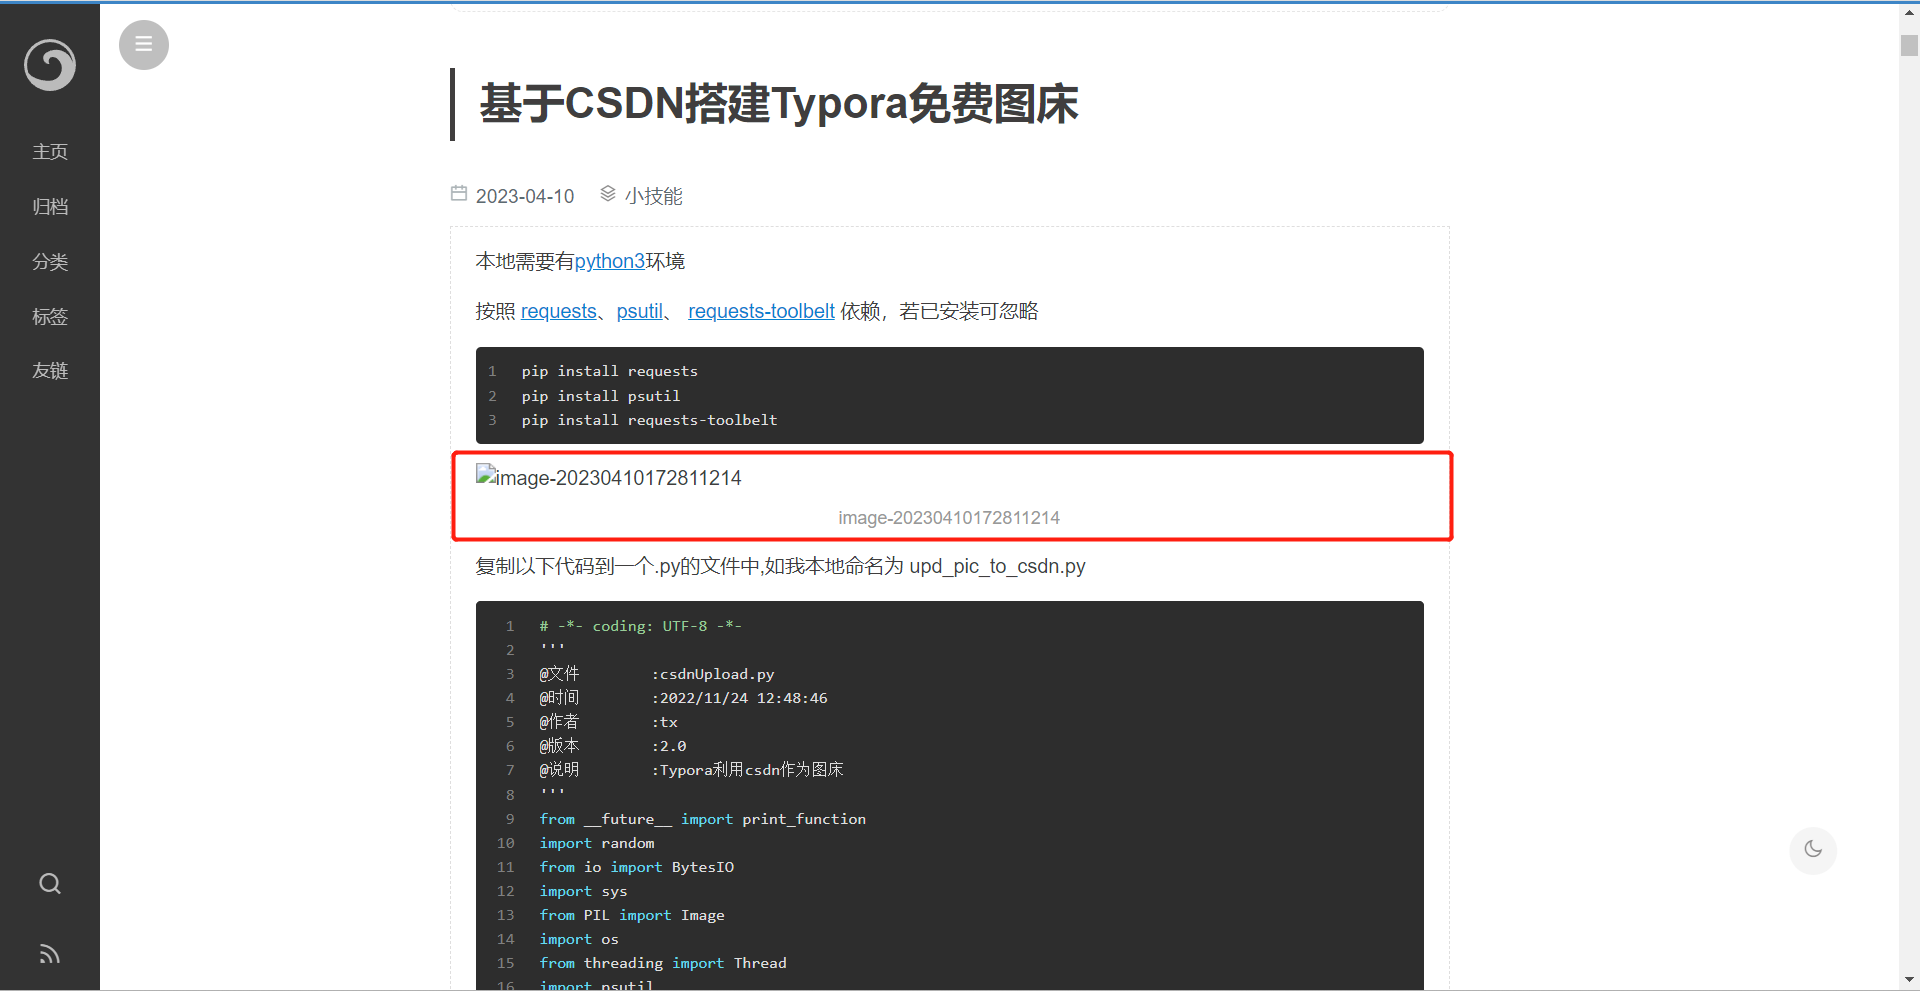 主页
归档
分类
标签
友链
基于CSDN搭建Typora免费图床
2023-04-10 小技能
本地需要有python3环境
按照 requests、psutil、 requests-toolbelt 依赖，若已安装可忽略
1 pip install requests
2 pip install psutil
3 pip install requests-toolbelt
image-20230410172811214
image-20230410172811214
复制以下代码到一个.py的文件中,如我本地命名为 upd_pic_to_csdn.py
1 # -*- coding: UTF-8 -*-
2 '''
3 @文件 :csdnUpload.py
4 @时间 :2022/11/24 12:48:46
5 @作者 :tx
6 @版本 :2.0
7 @说明 :Typora利用csdn作为图床
8 '''
9 from __future__ import print_function
10 import random
11 from io import BytesIO
12 import sys
13 from PIL import Image
14 import os
15 from threading import Thread
16 import psutil